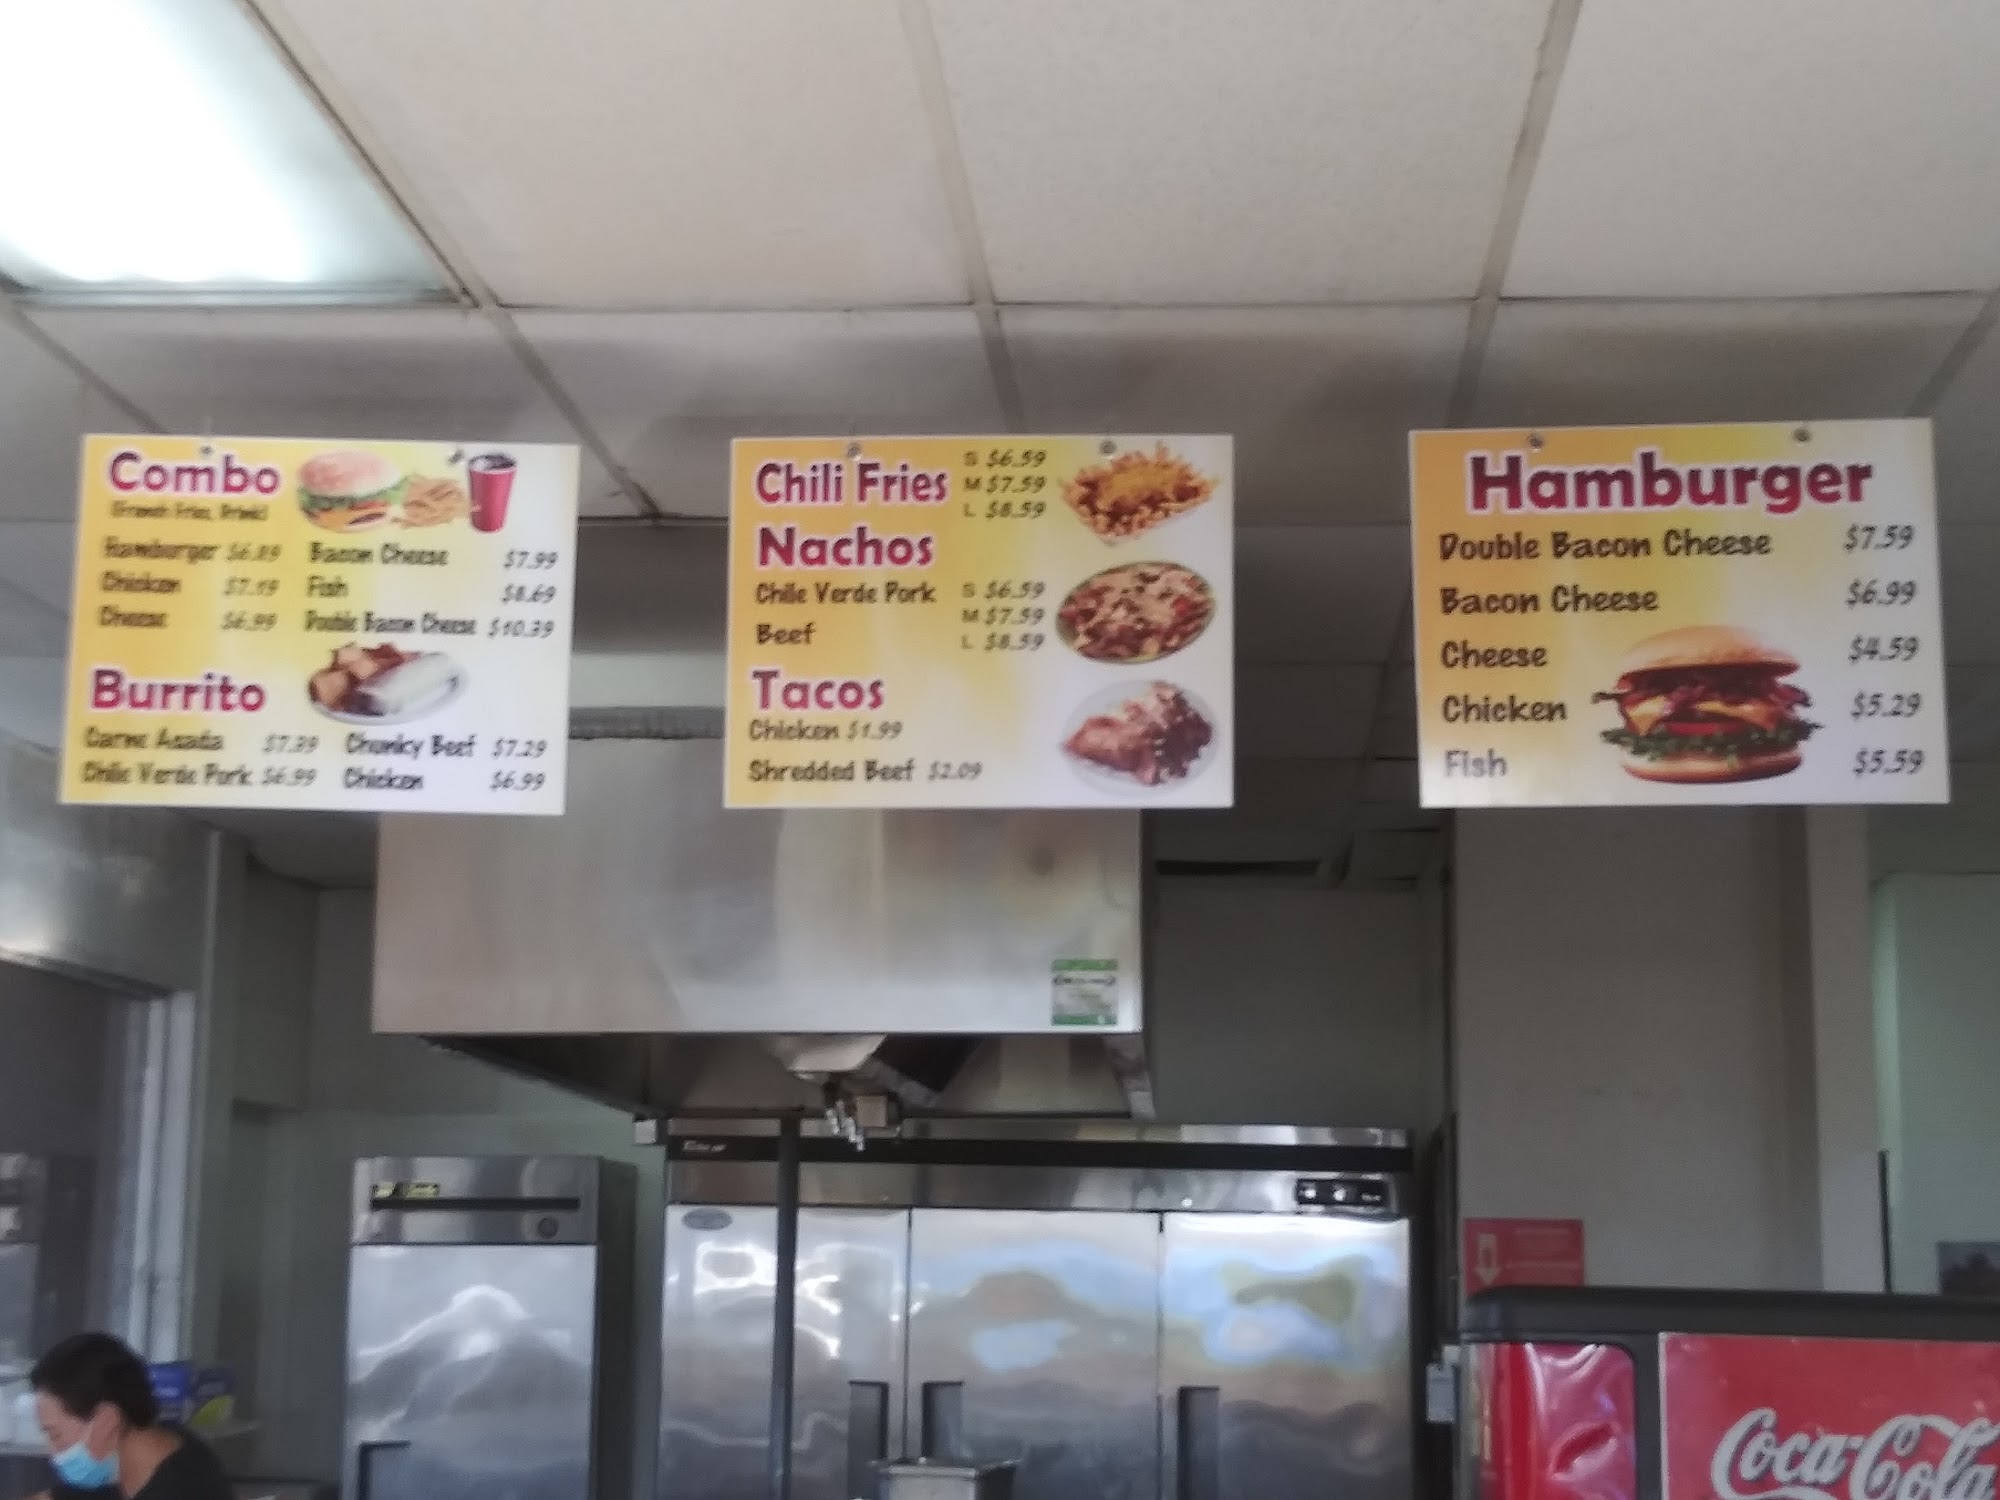 Combo
(French Fries, Drink)
Hamburger $6.89 Bacon Cheese $7.99
Chicken $7.19 Fish $8.69
Cheese $6.99 Double Bacon Cheese $10.39
Burrito
Carne Asada $7.39 Chunky Beef $7.29
Chile Verde Pork $6.99 Chicken $6.99
Chili Fries S $6.59
M $7.59
L $8.59
Nachos
Chile Verde Pork S $6.59
M $7.59
Beef
L $8.59
Tacos
Chicken $1.99
Shredded Beef $2.09
Hamburger
Double Bacon Cheese $7.59
Bacon Cheese $6.99
Cheese $4.59
Chicken $5.29
Fish $5.59
Coca-Cola